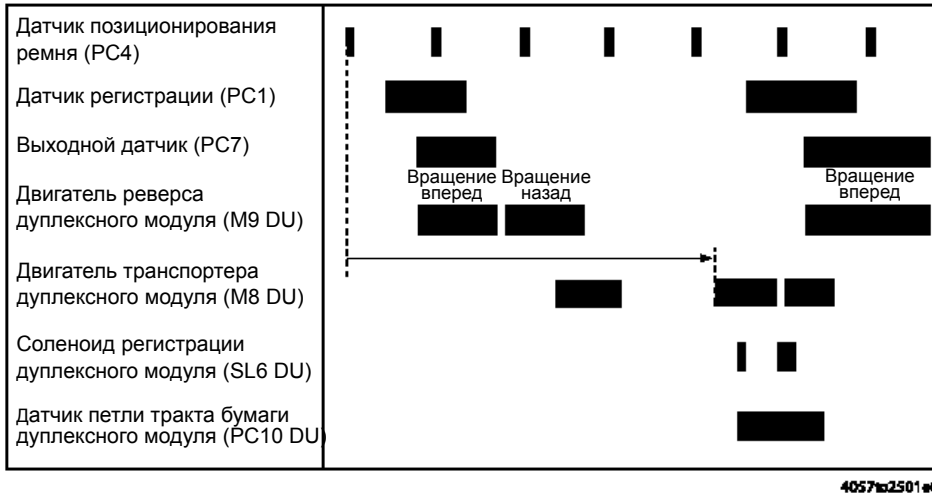 Датчик позиционирования
ремня (PC4)
Датчик регистрации (PC1)
Выходной датчик (PC7)
Вращение вперед
Вращение назад
Вращение вперед
Двигатель реверса
дуплексного модуля (M9 DU)
Двигатель транспортера
дуплексного модуля (M8 DU)
Соленоид регистрации
дуплексного модуля (SL6 DU)
Датчик петли тракта бумаги
дуплексного модуля (PC10 DU)